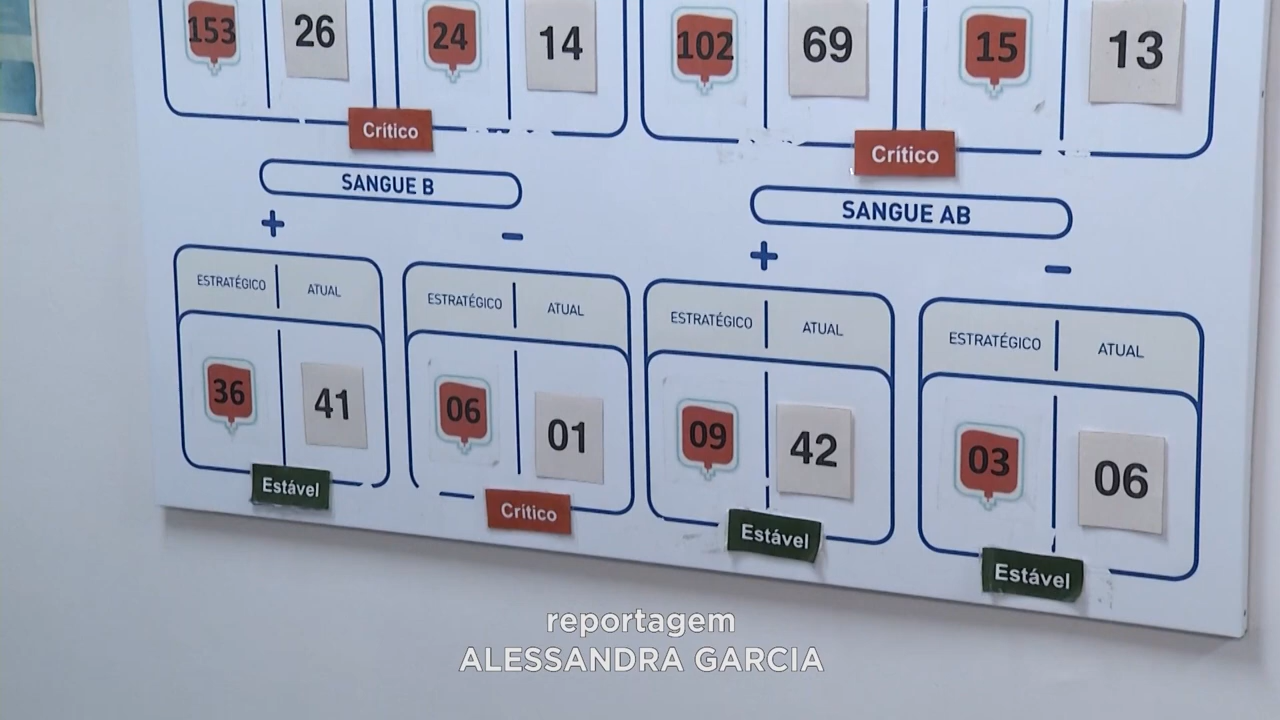 153 26 24 14 102 69 15 13
Crítico Crítico
SANGUE B SANGUE AB
+ - + -
ESTRATÉGICO ATUAL ESTRATÉGICO ATUAL ESTRATÉGICO ATUAL ESTRATÉGICO ATUAL
36 41 06 01 09 42 03 06
Estável Crítico Estável Estável
reportagem
ALESSANDRA GARCIA